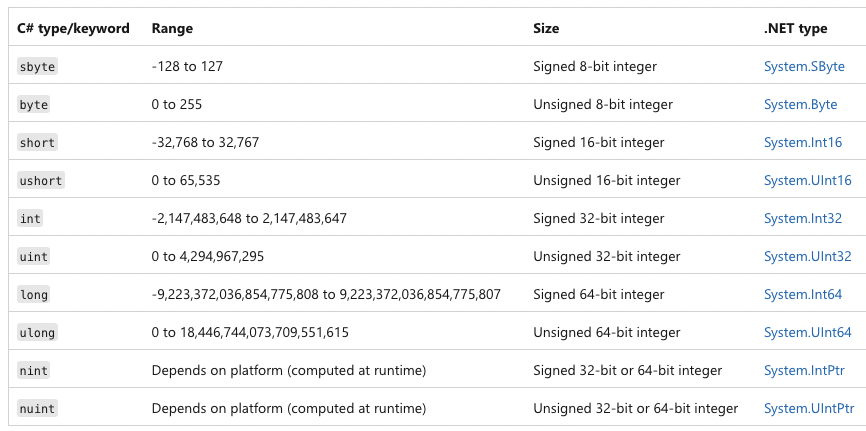 C# type/keyword Range Size .NET type
sbyte -128 to 127 Signed 8-bit integer System.SByte
byte 0 to 255 Unsigned 8-bit integer System.Byte
short -32,768 to 32,767 Signed 16-bit integer System.Int16
ushort 0 to 65,535 Unsigned 16-bit integer System.UInt16
int -2,147,483,648 to 2,147,483,647 Signed 32-bit integer System.Int32
uint 0 to 4,294,967,295 Unsigned 32-bit integer System.UInt32
long -9,223,372,036,854,775,808 to 9,223,372,036,854,775,807 Signed 64-bit integer System.Int64
ulong 0 to 18,446,744,073,709,551,615 Unsigned 64-bit integer System.UInt64
nint Depends on platform (computed at runtime) Signed 32-bit or 64-bit integer System.IntPtr
nuint Depends on platform (computed at runtime) Unsigned 32-bit or 64-bit integer System.UIntPtr